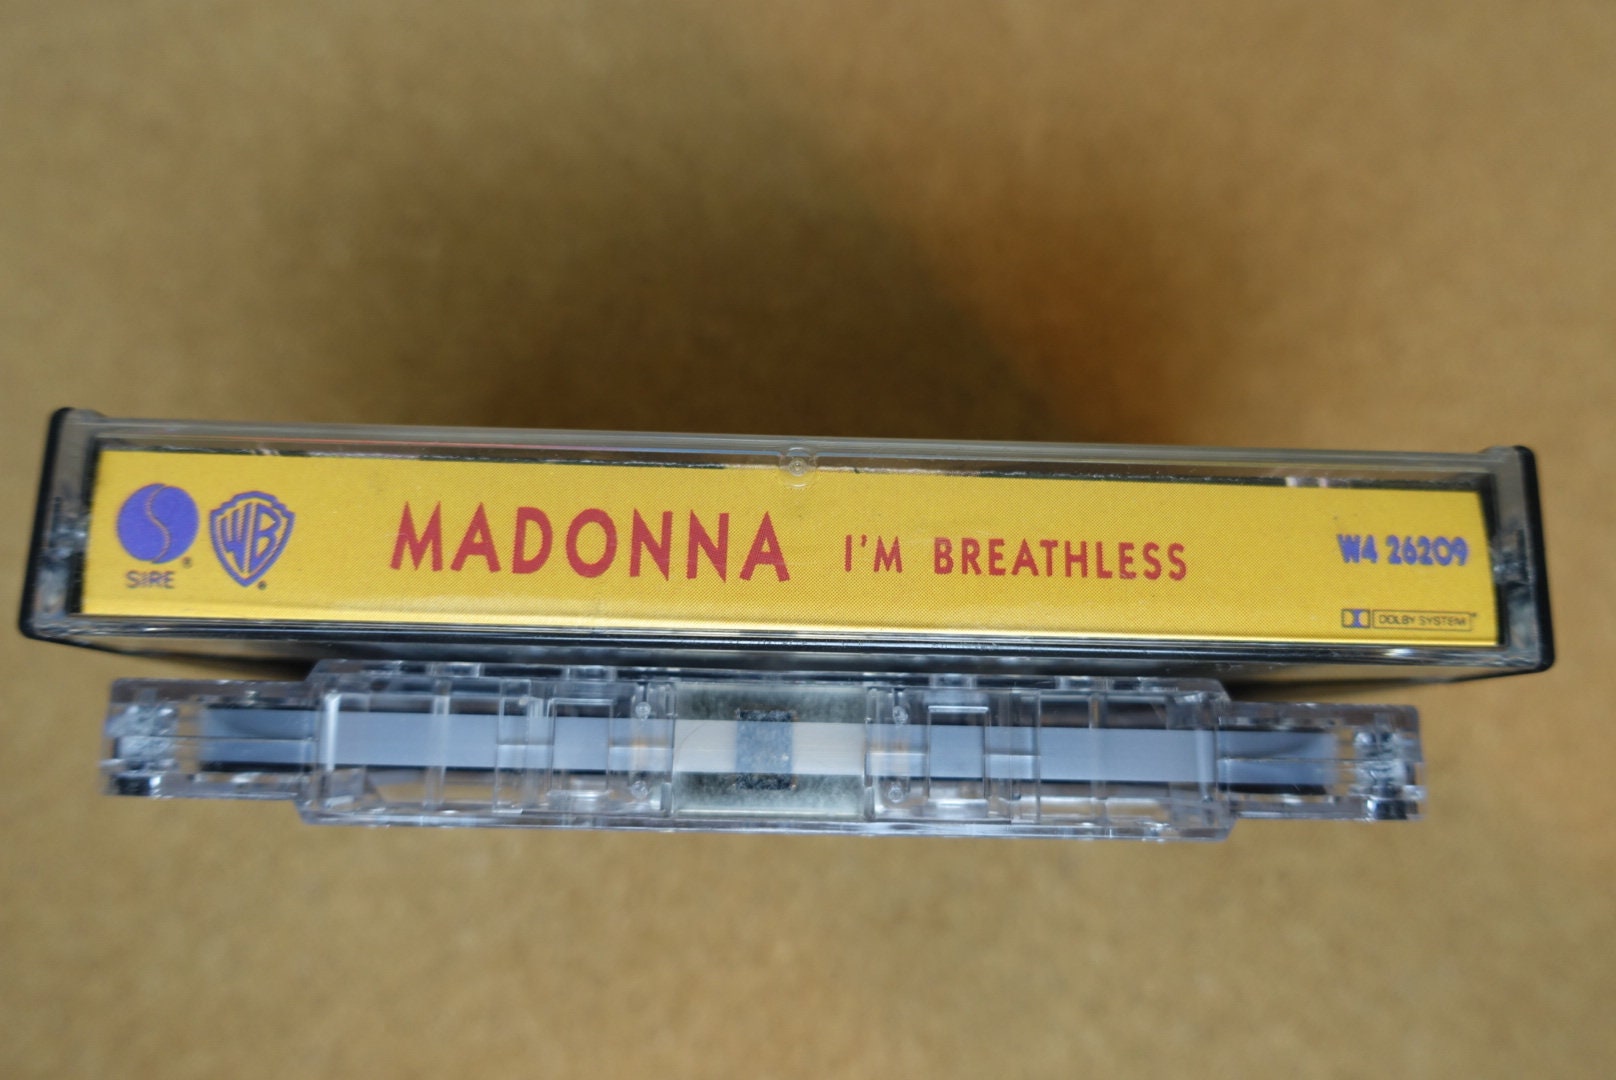 SIRE®
WB®
MADONNA I'M BREATHLESS
W4 26209
DOLBY SYSTEM®